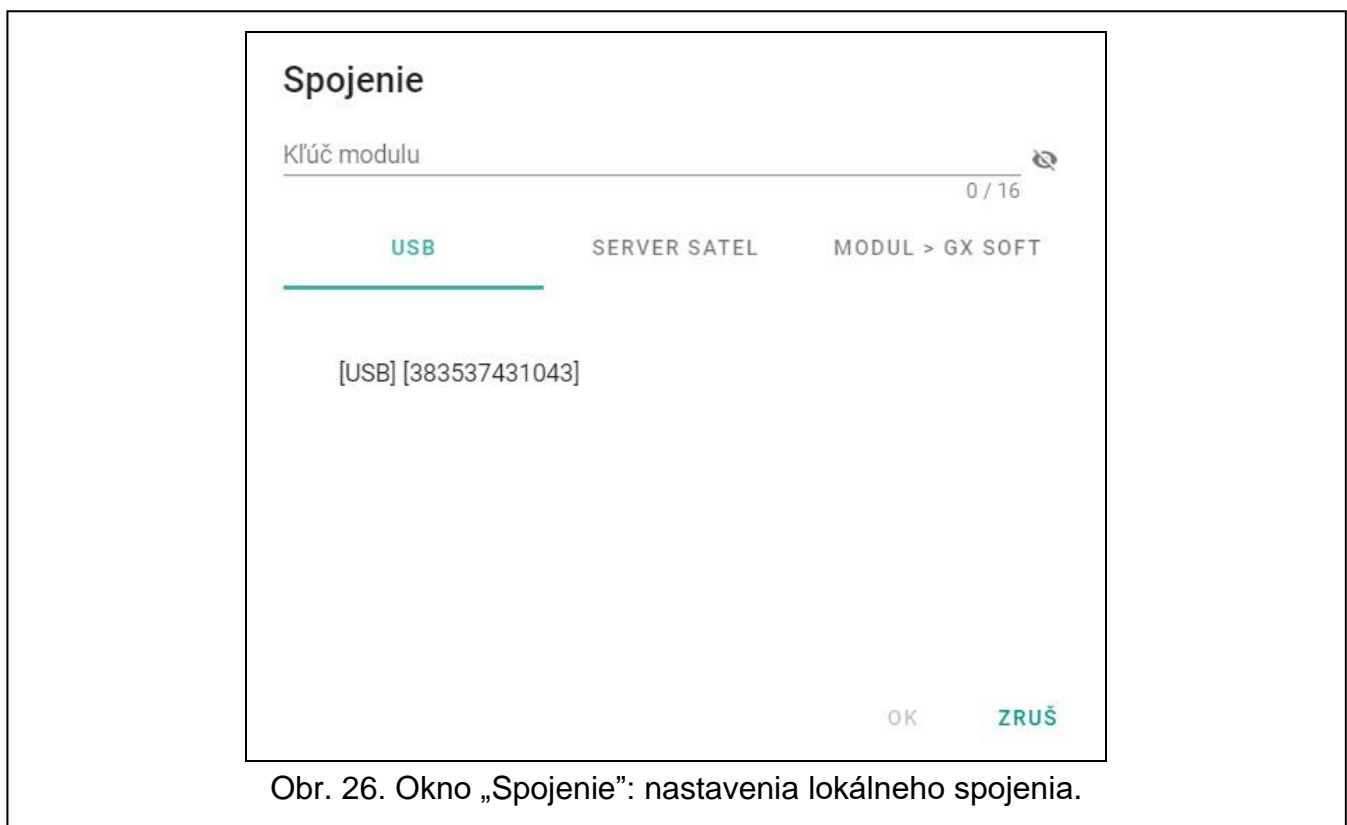 Spojenie
Kľúč modulu
0 / 16
USB SERVER SATEL MODUL > GX SOFT
[USB] [383537431043]
OK ZRUŠ
Obr. 26. Okno „Spojenie”: nastavenia lokálneho spojenia.